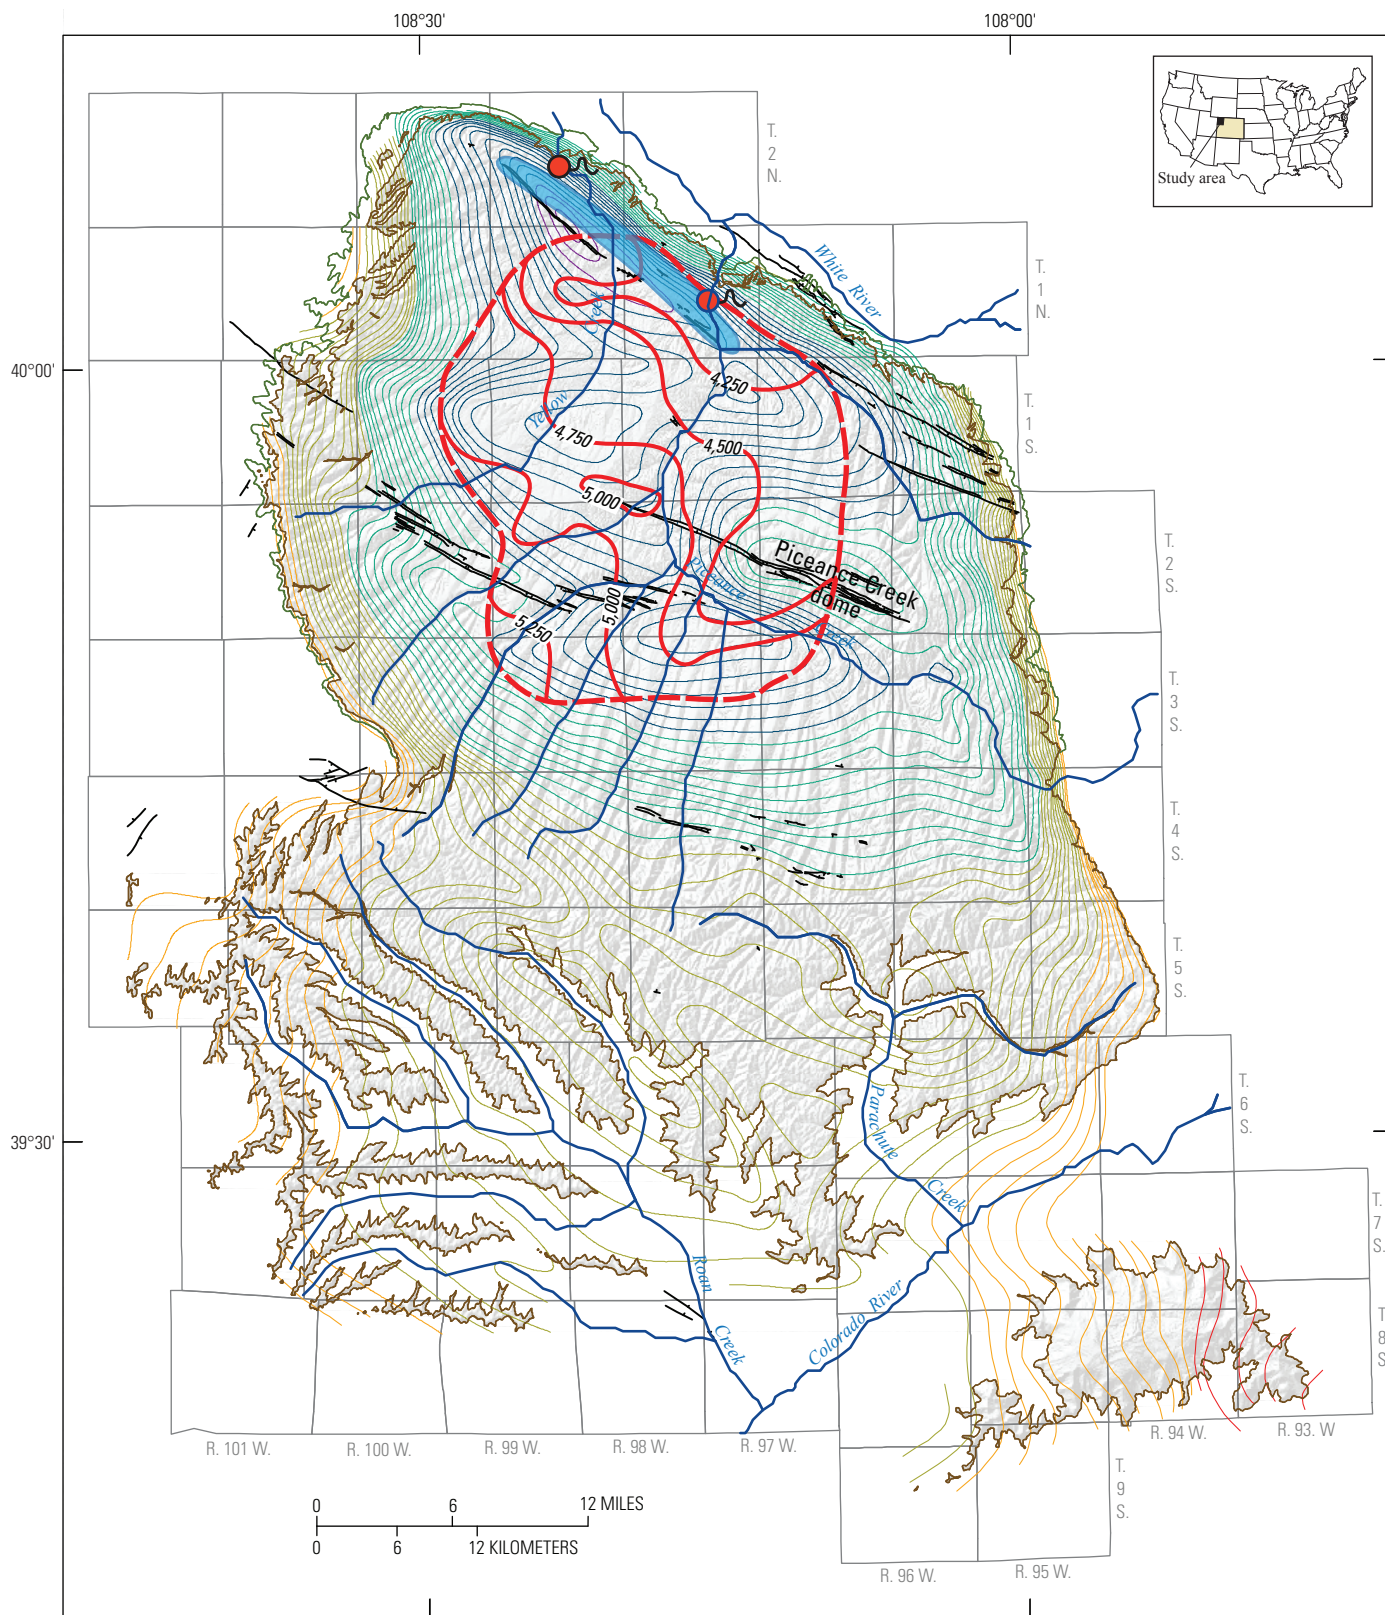 108°30'
108°00'
Study area
T.
2
N.
White River
T.
1
N.
Creek
40°00'
4,250
T.
1
S.
Yellow
4,750
4,500
5,000
T.
2
S.
Piceance Creek
dome
Piceance
Creek
5,000
5,250
T.
3
S.
T.
4
S.
T.
5
S.
T.
6
S.
39°30'
Parachute
Creek
T.
7
S.
Roan
Creek
Colorado River
T.
8
S
R. 101 W.
R. 100 W.
R. 99 W.
R. 98 W.
R. 97 W.
R. 94 W.
R. 93. W
T.
9
S.
0 6 12 MILES
0 6 12 KILOMETERS
R. 96 W.
R. 95 W.